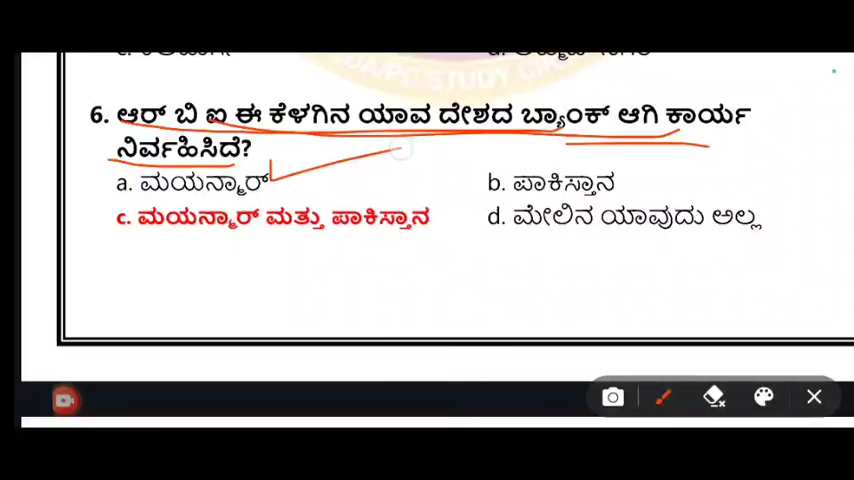 6. ಆರ್ ಬಿ ಐ ಈ ಕೆಳಗಿನ ಯಾವ ದೇಶದ ಬ್ಯಾಂಕ್ ಆಗಿ ಕಾರ್ಯ
ನಿರ್ವಹಿಸಿದೆ?
a. ಮಯನ್ಮಾರ್ b. ಪಾಕಿಸ್ತಾನ
c. ಮಯನ್ಮಾರ್ ಮತ್ತು ಪಾಕಿಸ್ತಾನ d. ಮೇಲಿನ ಯಾವುದು ಅಲ್ಲ